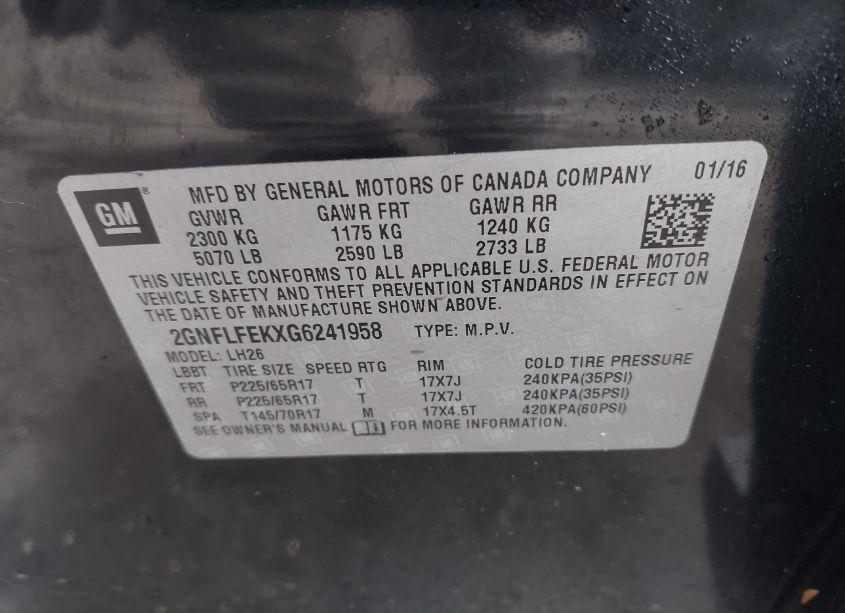 GM
®
MFD BY GENERAL MOTORS OF CANADA COMPANY 01/16
GVWR GAWR FRT GAWR RR
2300 KG 1175 KG 1240 KG
5070 LB 2590 LB 2733 LB
THIS VEHICLE CONFORMS TO ALL APPLICABLE U.S. FEDERAL MOTOR
VEHICLE SAFETY AND THEFT PREVENTION STANDARDS IN EFFECT ON
THE DATE OF MANUFACTURE SHOWN ABOVE.
2GNFLFEKXG6241958 TYPE: M.P.V.
MODEL: LH26
LBBT TIRE SIZE SPEED RTG RIM COLD TIRE PRESSURE
FRT P225/65R17 T 17X7J 240KPA(35PSI)
RR P225/65R17 T 17X7J 240KPA(35PSI)
SPA T145/70R17 M 17X4.5T 420KPA(60PSI)
SEE OWNER'S MANUAL FOR MORE INFORMATION.